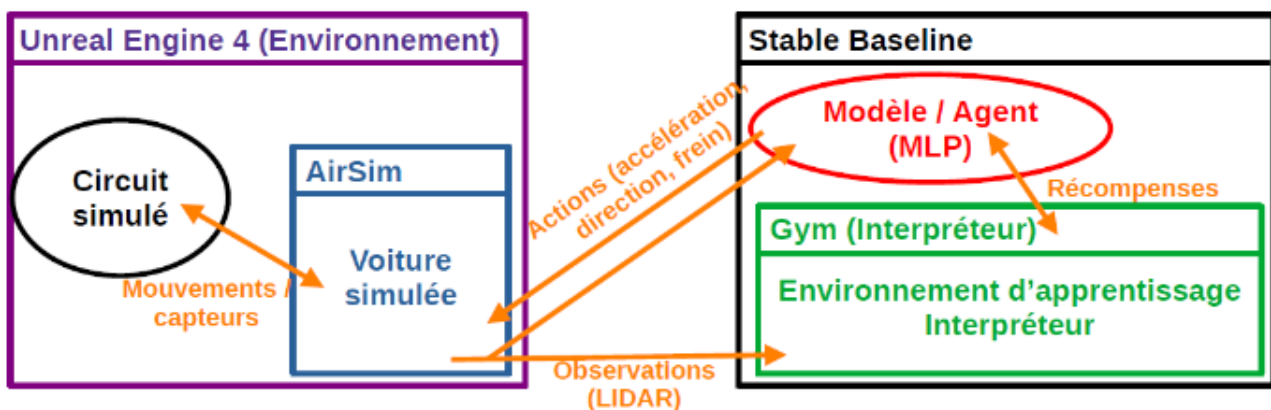 Unreal Engine 4 (Environnement)
Circuit
simulé
AirSim
Voiture
simulée
Mouvements /
capteurs
Actions (accélération,
direction, frein)
Observations
(LIDAR)
Stable Baseline
Modèle / Agent
(MLP)
Récompenses
Gym (Interpréteur)
Environnement d'apprentissage
Interpréteur